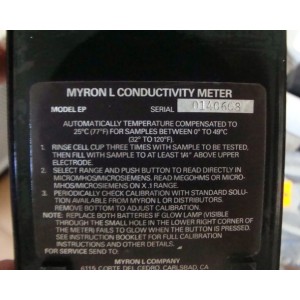 MYRON L CONDUCTIVITY METER
MODEL EP SERIAL 0140608
AUTOMATICALLY TEMPERATURE COMPENSATED TO
25°C (77°F) FOR SAMPLES BETWEEN 0° TO 49°C
(32° TO 120°F)
1. RINSE CELL CUP THREE TIMES WITH SAMPLE TO BE TESTED,
THEN FILL WITH SAMPLE TO AT LEAST 1/4" ABOVE UPPER
ELECTRODE.
2. SELECT RANGE AND PUSH BUTTON TO READ DIRECTLY IN
MICROMHOS/MICROSIEMENS. READ MEGOHMS OR MICRO-
MHOS/MICROSIEMENS ON X .1 RANGE.
3. PERIODICALLY CHECK CALIBRATION WITH STANDARD SOLU-
TION AVAILABLE FROM MYRON L OR DISTRIBUTORS. SEE
REVERSE BOTTOM TO ADJUST CALIBRATION.
NOTE: REPLACE BOTH BATTERIES IF GLOW LAMP (VISIBLE
THROUGH THE SMALL HOLE IN THE LOWER RIGHT CORNER OF
THE METER) FAILS TO GLOW WHEN THE BUTTON IS PRESSED.
SEE INSTRUCTION BOOKLET FOR FULL CALIBRATION
INSTRUCTIONS AND FURTHER DETAILS.
FOR SERVICE SEND TO:
MYRON L COMPANY
6115 CORTE DEL CEDRO, CARLSBAD, CA